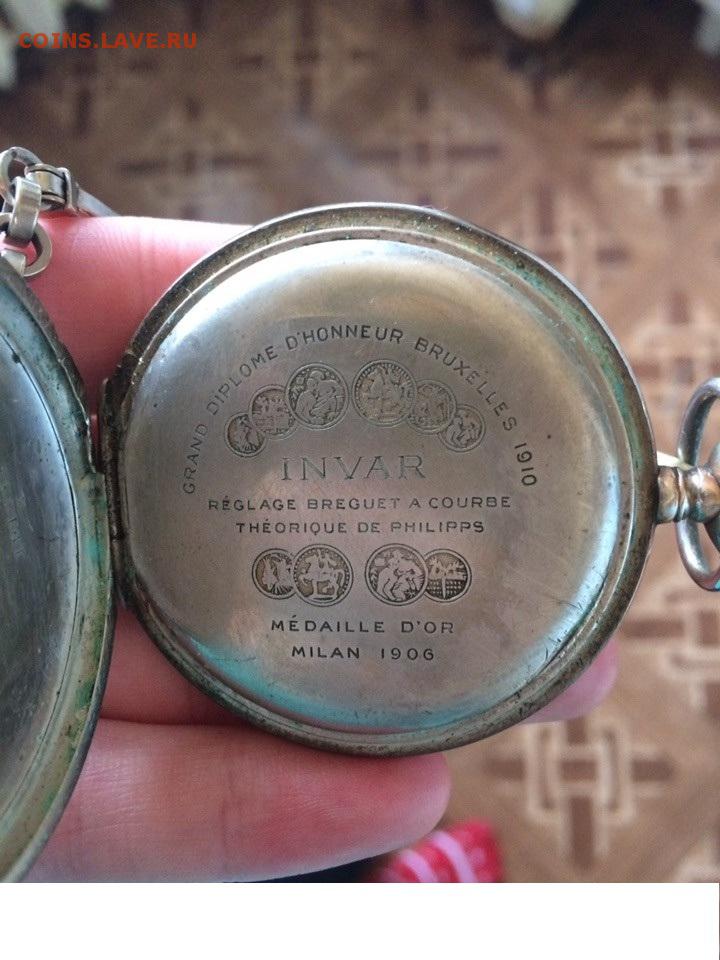 COINS.LAVE.RU
GRAND DIPLOME D'HONNEUR BRUXELLES 1910
INVAR
RÉGLAGE BREGUET A COURBE
THÉORIQUE DE PHILIPPS
MÉDAILLE D'OR
MILAN 1906